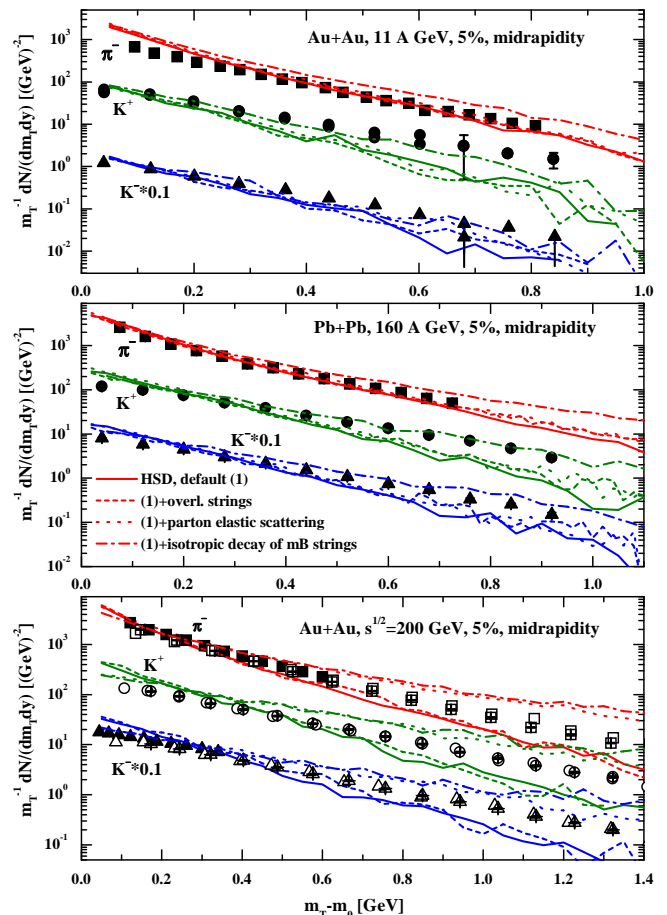 Au+Au, 11 A GeV, 5%, midrapidity
π⁻
K⁺
K⁻*0.1
m_T⁻¹ dN/(dm_Tdy) [(GeV)⁻²]
10³
10²
10¹
10⁰
10⁻¹
10⁻²
0.0 0.2 0.4 0.6 0.8 1.0
Pb+Pb, 160 A GeV, 5%, midrapidity
π⁻
K⁺
K⁻*0.1
HSD, default (1)
(1)+overl. strings
(1)+parton elastic scattering
(1)+isotropic decay of mB strings
m_T⁻¹ dN/(dm_Tdy) [(GeV)⁻²]
10³
10²
10¹
10⁰
10⁻¹
10⁻²
0.0 0.2 0.4 0.6 0.8 1.0
Au+Au, s^1/2=200 GeV, 5%, midrapidity
π⁻
K⁺
K⁻*0.1
m_T⁻¹ dN/(dm_Tdy) [(GeV)⁻²]
10³
10²
10¹
10⁰
10⁻¹
0.0 0.2 0.4 0.6 0.8 1.0 1.2 1.4
m_T-m_0 [GeV]